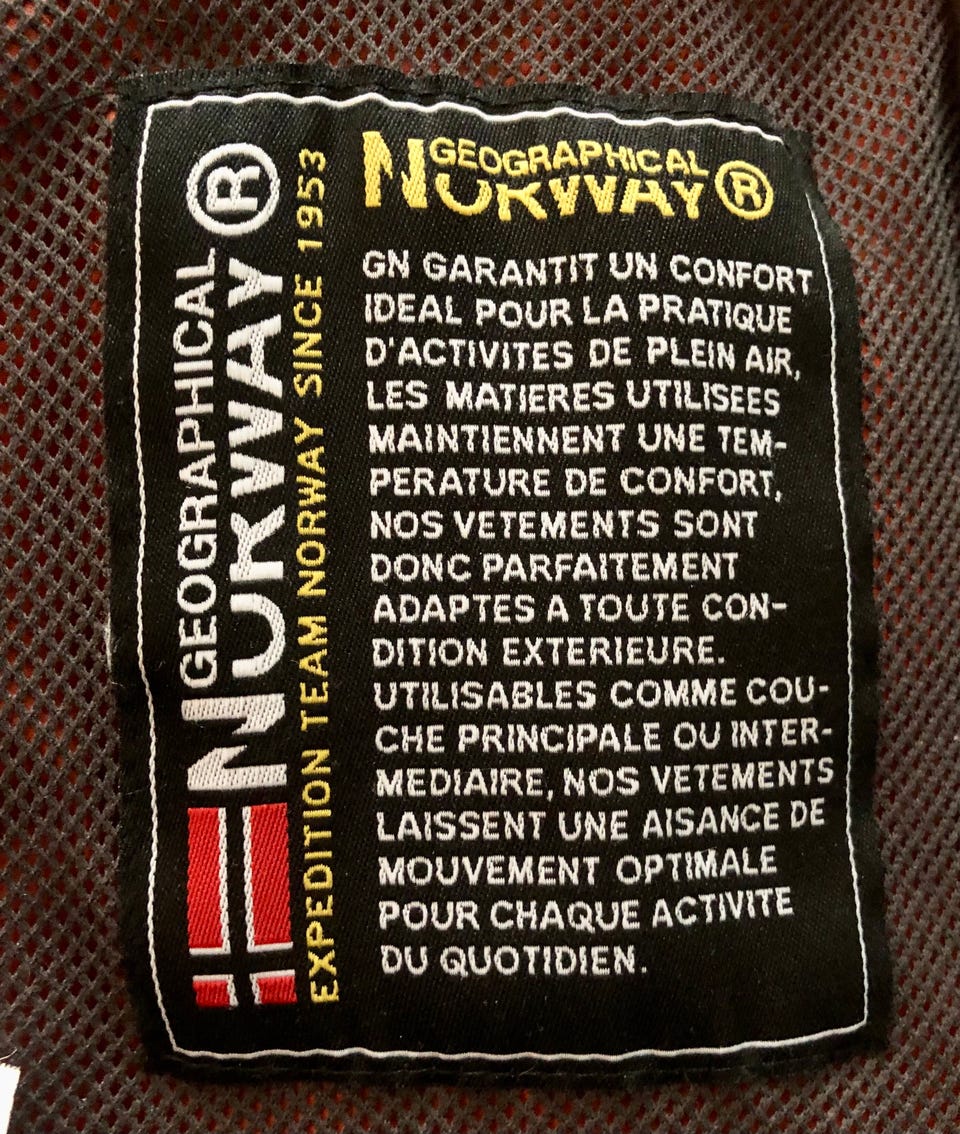 GEOGRAPHICAL
NORWAY ®
EXPEDITION TEAM NORWAY SINCE 1953
GEOGRAPHICAL
NORWAY ®
GN GARANTIT UN CONFORT
IDEAL POUR LA PRATIQUE
D'ACTIVITES DE PLEIN AIR,
LES MATIERES UTILISEES
MAINTIENNENT UNE TEM-
PERATURE DE CONFORT,
NOS VETEMENTS SONT
DONC PARFAITEMENT
ADAPTES A TOUTE CON-
DITION EXTERIEURE.
UTILISABLES COMME COU-
CHE PRINCIPALE OU INTER-
MEDIAIRE, NOS VETEMENTS
LAISSENT UNE AISANCE DE
MOUVEMENT OPTIMALE
POUR CHAQUE ACTIVITE
DU QUOTIDIEN.